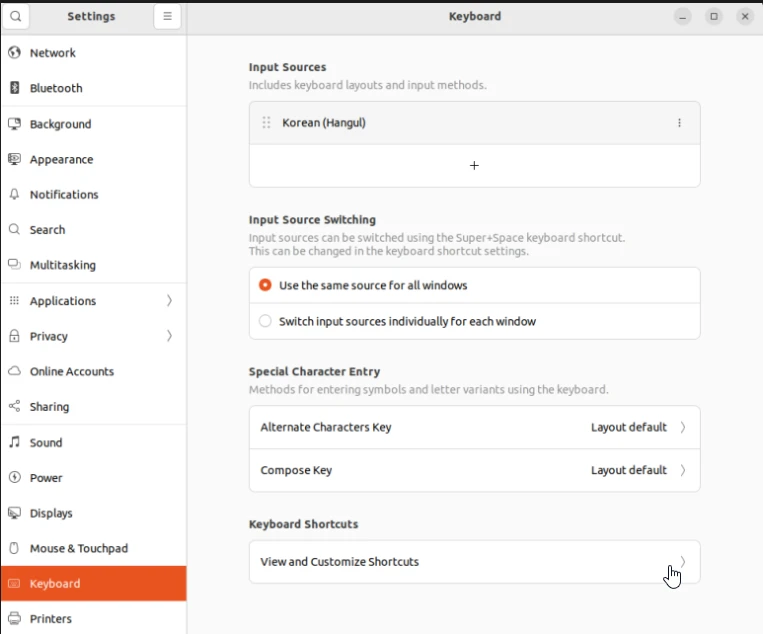 Settings
Network
Bluetooth
Background
Appearance
Notifications
Search
Multitasking
Applications
Privacy
Online Accounts
Sharing
Sound
Power
Displays
Mouse & Touchpad
Keyboard
Printers
Keyboard
Input Sources
Includes keyboard layouts and input methods.
Korean (Hangul)
+
Input Source Switching
Input sources can be switched using the Super+Space keyboard shortcut.
This can be changed in the keyboard shortcut settings.
Use the same source for all windows
Switch input sources individually for each window
Special Character Entry
Methods for entering symbols and letter variants using the keyboard.
Alternate Characters Key Layout default
Compose Key Layout default
Keyboard Shortcuts
View and Customize Shortcuts